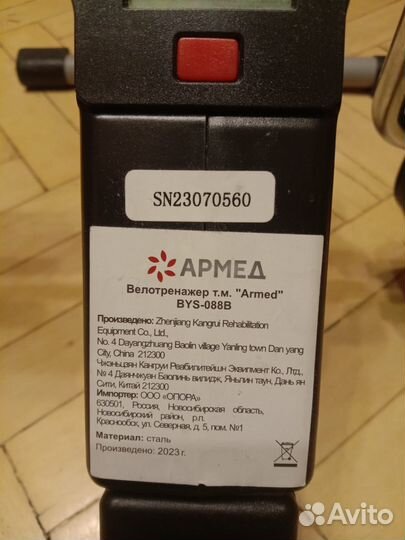 SN23070560
АРМЕД
Велотренажер т.м. "Armed"
BYS-088B
Произведено: Zhenjiang Kangrui Rehabilitation
Equipment Co., Ltd.,
No. 4 Dayangzhuang Baolin village Yanling town Dan yang
City, China 212300
Чжэньцзян Кангруи Реабилитейшн Эквипмент Ко., Лтд.,
№ 4 Даянчжуан Баолинь вилидж, Яньлин таун, Дань ян
Сити, Китай 212300
Импортер: ООО «ОПОРА»
630501, Россия, Новосибирская область,
Новосибирский район, р.п.
Краснообск, ул. Северная, д. 5, пом. №1
Материал: сталь
Произведено: 2023 г.
Avito